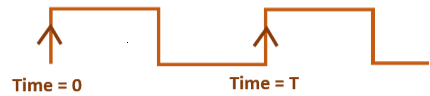 Time = 0
Time = T